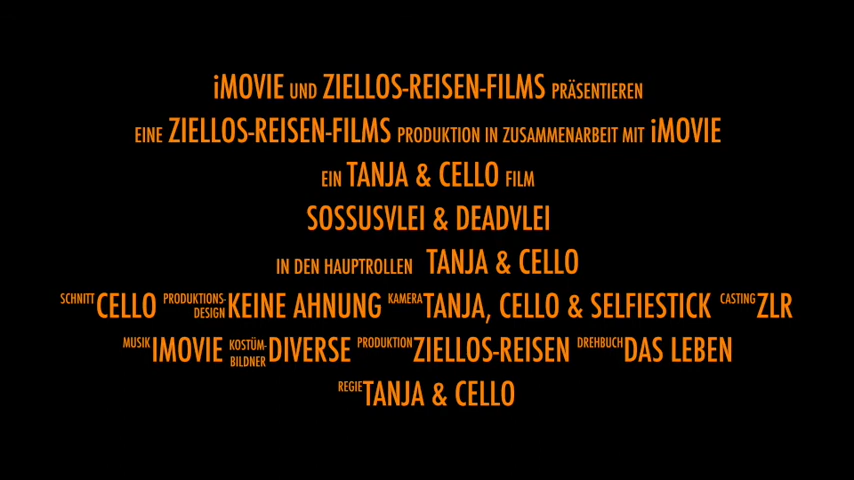 iMOVIE UND ZIELLOS-REISEN-FILMS PRÄSENTIEREN
EINE ZIELLOS-REISEN-FILMS PRODUKTION IN ZUSAMMENARBEIT MIT iMOVIE
EIN TANJA & CELLO FILM
SOSSUSVLEI & DEADVLEI
IN DEN HAUPTROLLEN TANJA & CELLO
SCHNITT CELLO PRODUKTIONS-DESIGN KEINE AHNUNG KAMERA TANJA, CELLO & SELFIESTICK CASTING ZLR
MUSIK IMOVIE KOSTÜM-BILDNER DIVERSE PRODUKTION ZIELLOS-REISEN DREHBUCH DAS LEBEN
REGIE TANJA & CELLO